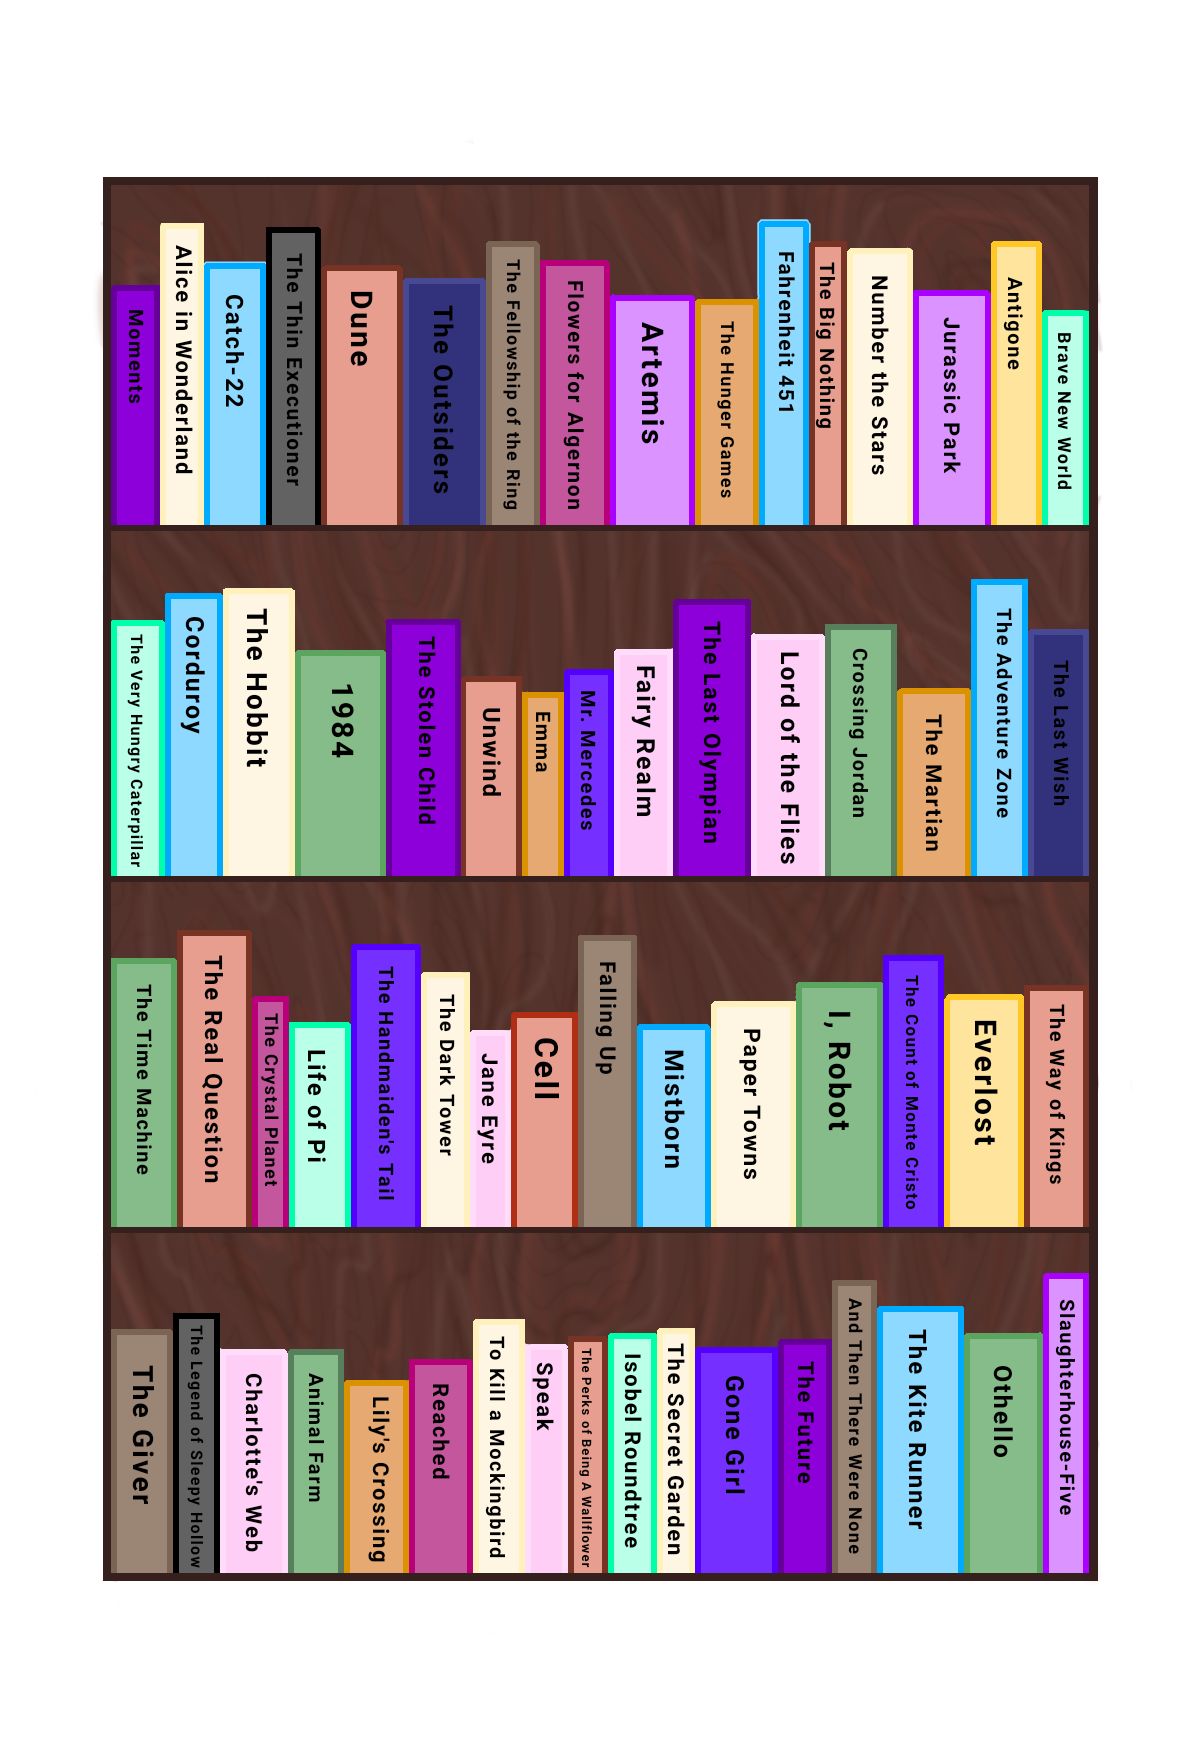 Moments
Alice in Wonderland
Catch-22
The Thin Executioner
Dune
The Outsiders
The Fellowship of the Ring
Flowers for Algernon
Artemis
The Hunger Games
Fahrenheit 451
The Big Nothing
Number the Stars
Jurassic Park
Antigone
Brave New World
The Very Hungry Caterpillar
Corduroy
The Hobbit
1984
The Stolen Child
Unwind
Emma
Mr. Mercedes
Fairy Realm
The Last Olympian
Lord of the Flies
Crossing Jordan
The Martian
The Adventure Zone
The Last Wish
The Time Machine
The Real Question
The Crystal Planet
Life of Pi
The Handmaiden's Tail
The Dark Tower
Jane Eyre
Cell
Falling Up
Mistborn
Paper Towns
I, Robot
The Count of Monte Cristo
Everlost
The Way of Kings
The Giver
The Legend of Sleepy Hollow
Charlotte's Web
Animal Farm
Lily's Crossing
Reached
To Kill a Mockingbird
Speak
The Perks of Being A Wallflower
Isobel Roundtree
The Secret Garden
Gone Girl
The Future
And Then There Were None
The Kite Runner
Othello
Slaughterhouse-Five